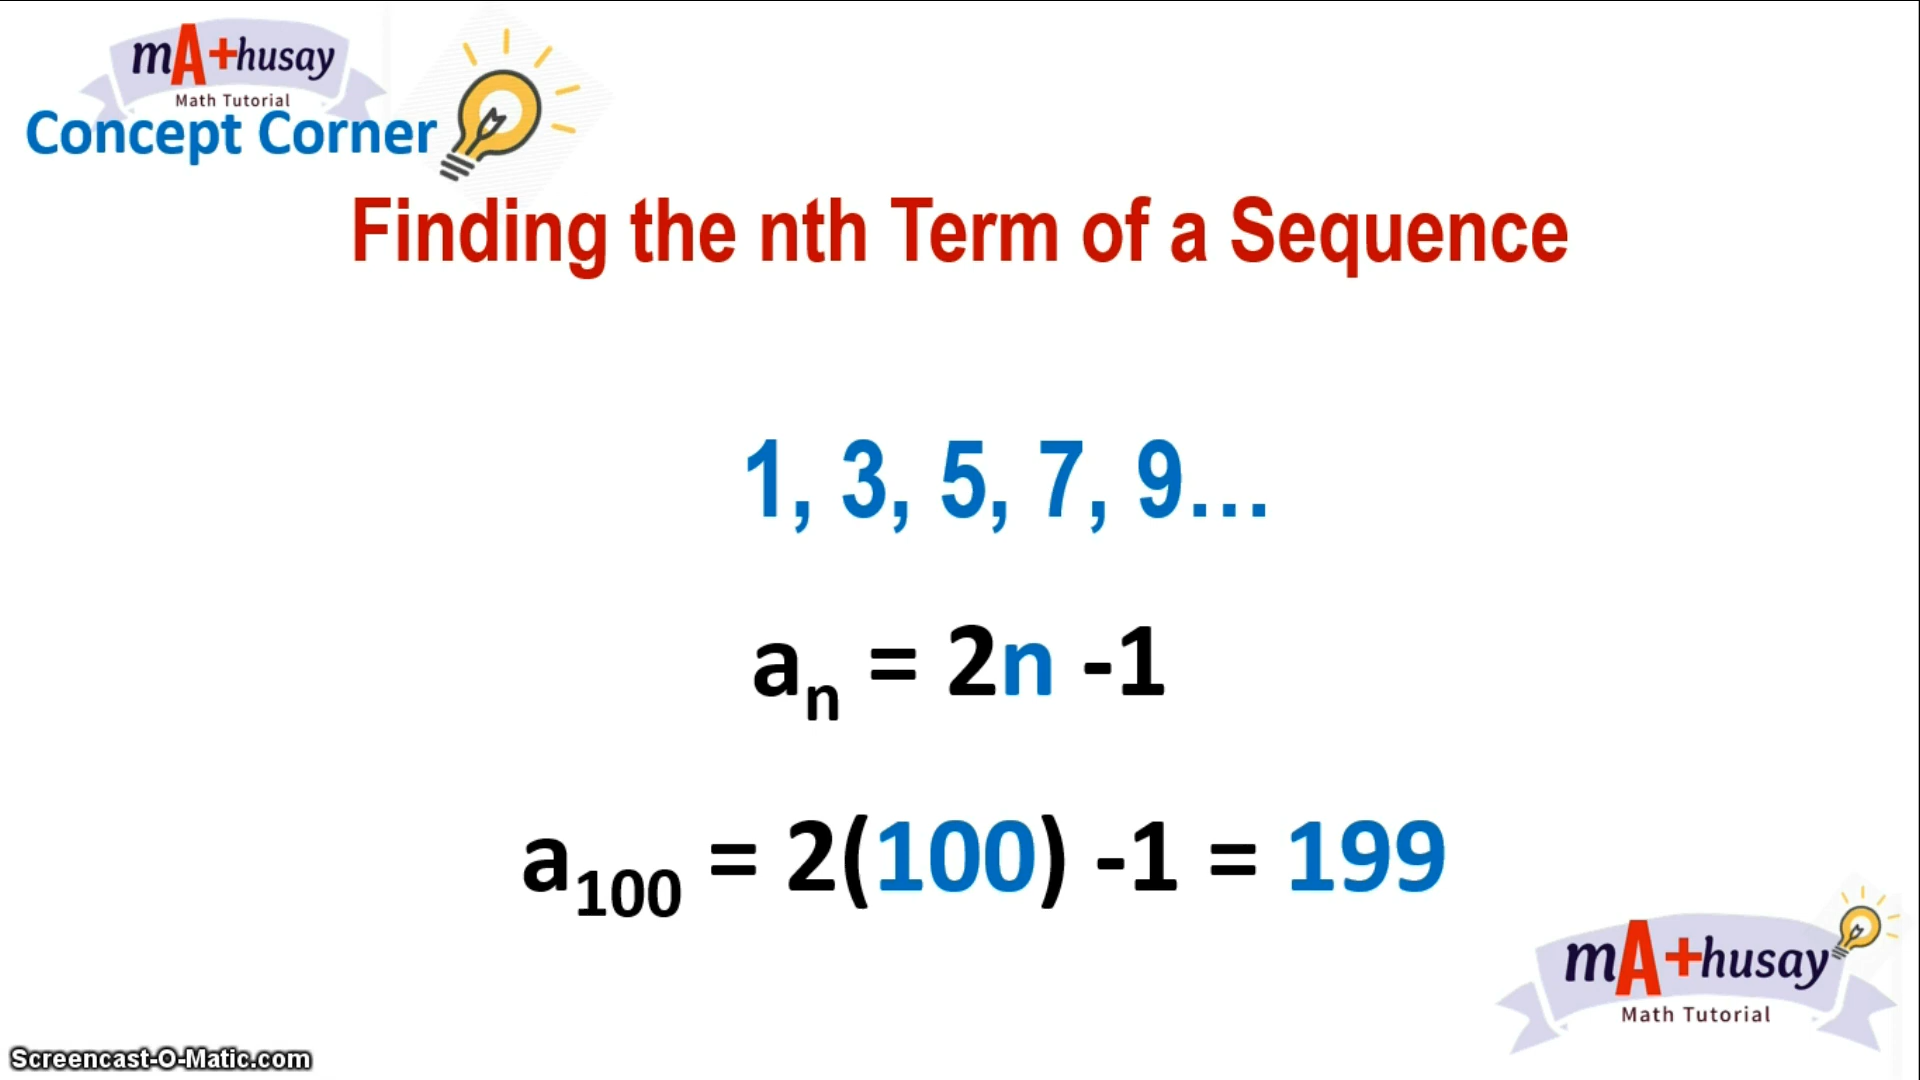 mA+husay
Math Tutorial
Concept Corner
Finding the nth Term of a Sequence
1, 3, 5, 7, 9…
aₙ = 2n -1
a₁₀₀ = 2(100) -1 = 199
mA+husay
Math Tutorial
Screencast-O-Matic.com